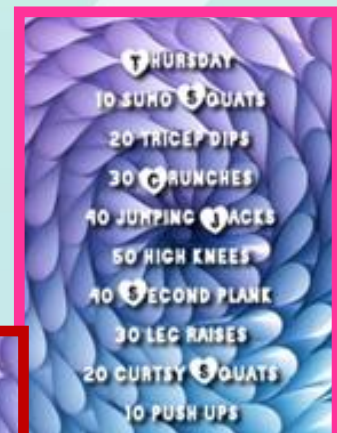 THURSDAY
10 SUMO SQUATS
20 TRICEP DIPS
30 CRUNCHES
40 JUMPING JACKS
50 HIGH KNEES
40 SECOND PLANK
30 LEG RAISES
20 CURTSY SQUATS
10 PUSH UPS